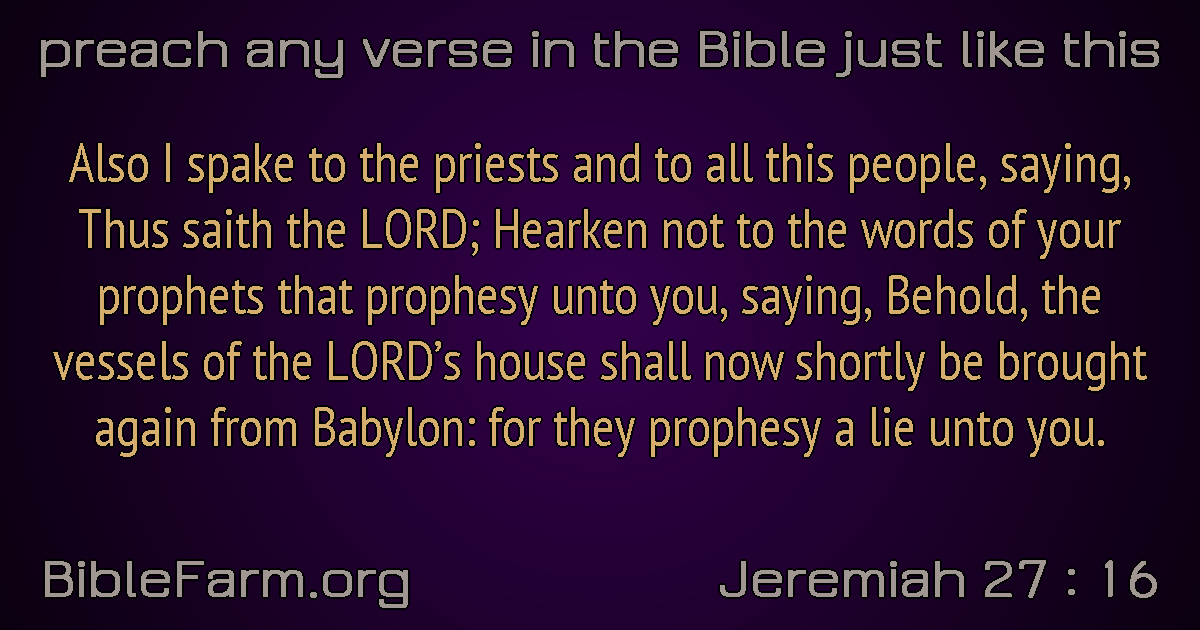 preach any verse in the Bible just like this
Also I spake to the priests and to all this people, saying,
Thus saith the LORD; Hearken not to the words of your
prophets that prophesy unto you, saying, Behold, the
vessels of the LORD’s house shall now shortly be brought
again from Babylon: for they prophesy a lie unto you.
BibleFarm.org
Jeremiah 27 : 16